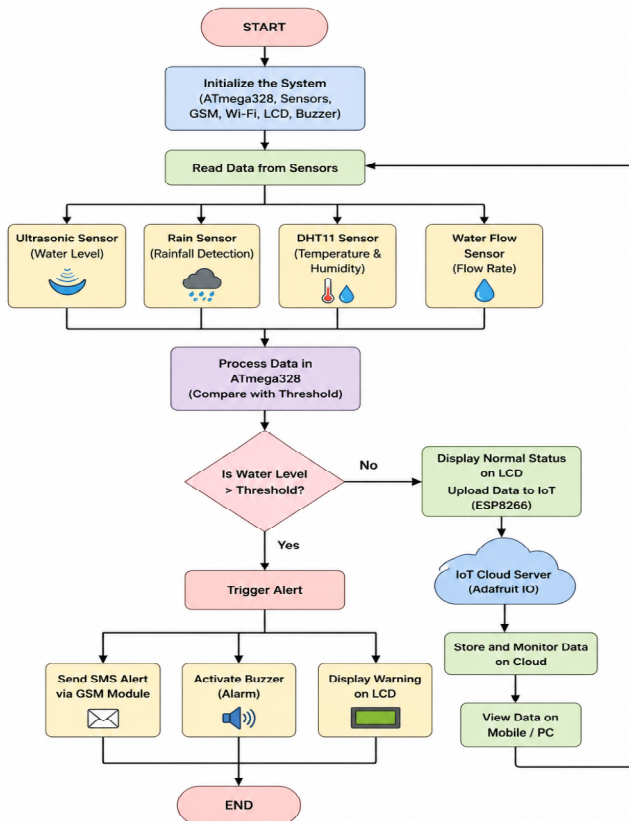 START
Initialize the System
(ATmega328, Sensors,
GSM, Wi-Fi, LCD, Buzzer)
Read Data from Sensors
Ultrasonic Sensor
(Water Level)
Rain Sensor
(Rainfall Detection)
DHT11 Sensor
(Temperature &
Humidity)
Water Flow
Sensor
(Flow Rate)
Process Data in
ATmega328
(Compare with Threshold)
Is Water Level
> Threshold?
No
Display Normal Status
on LCD
Upload Data to IoT
(ESP8266)
Yes
IoT Cloud Server
(Adafruit IO)
Trigger Alert
Store and Monitor Data
on Cloud
Send SMS Alert
via GSM Module
Activate Buzzer
(Alarm)
Display Warning
on LCD
View Data on
Mobile / PC
END